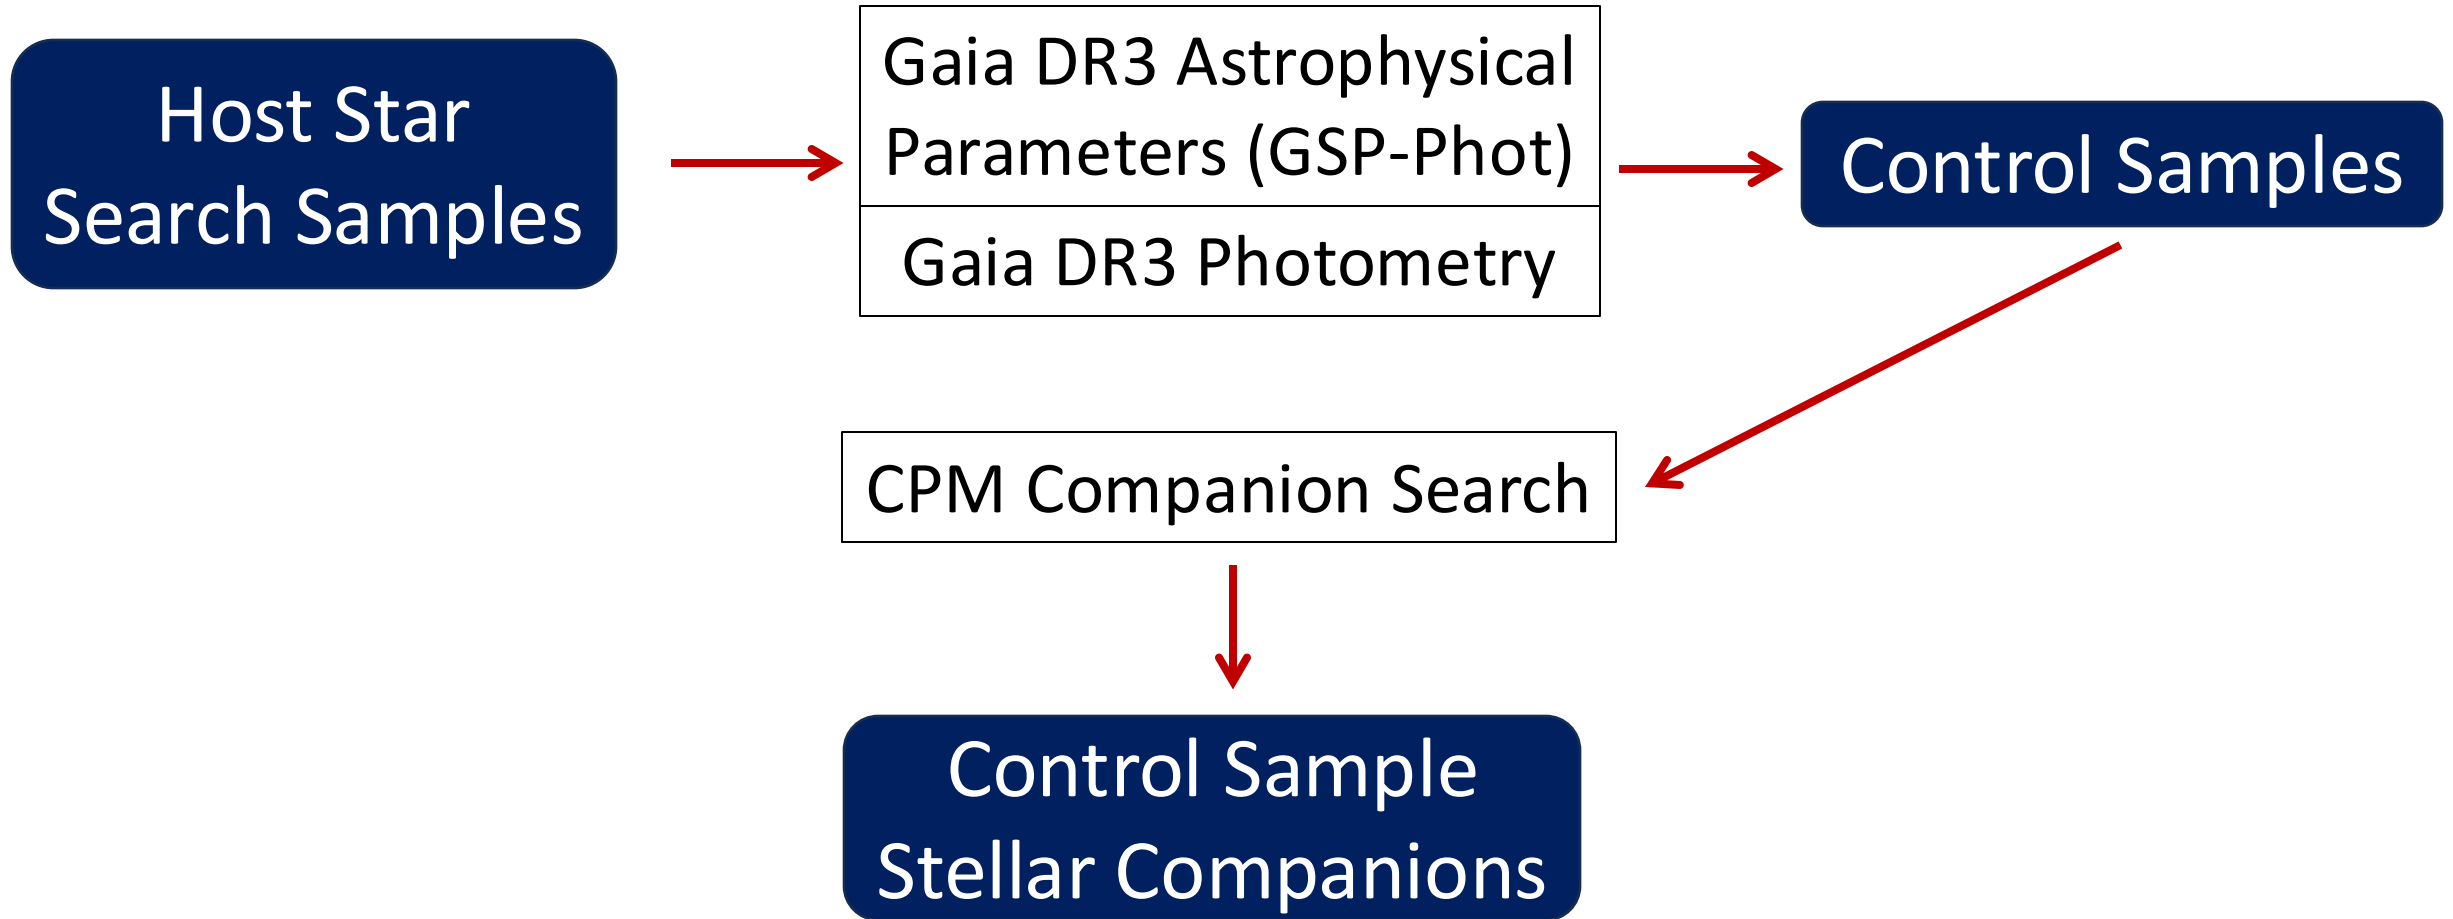 Host Star
Search Samples
Gaia DR3 Astrophysical
Parameters (GSP-Phot)
Gaia DR3 Photometry
Control Samples
CPM Companion Search
Control Sample
Stellar Companions